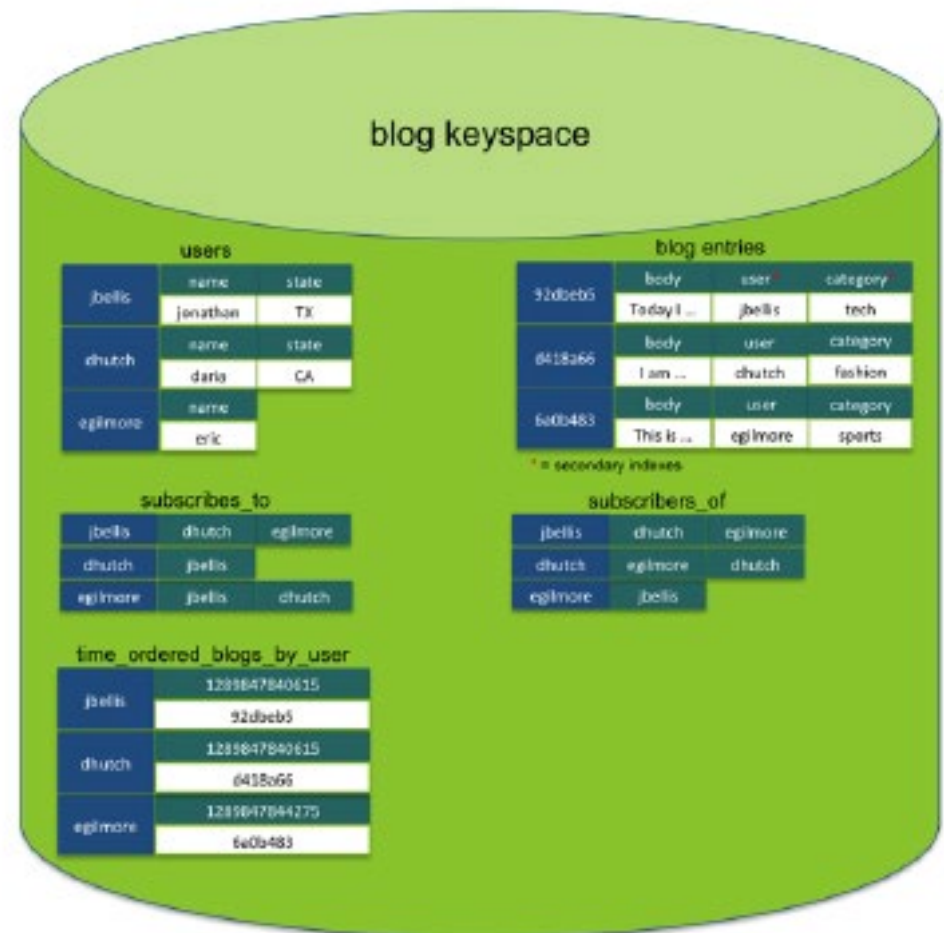 blog keyspace
users
jbellis name state
jonathan TX
dhutch name state
daria CA
egilmore name
eric
blog entries
92dbeb5 body user* category*
Today I ... jbellis tech
d418a66 body user category
I am ... dhutch fashion
6a0b483 body user category
This is ... egilmore sports
* = secondary indexes
subscribes_to
jbellis dhutch egilmore
dhutch jbellis
egilmore jbellis dhutch
subscribers_of
jbellis dhutch egilmore
dhutch egilmore dhutch
egilmore jbellis
time_ordered_blogs_by_user
jbellis 1289847840615
92dbeb5
dhutch 1289847840615
d418a66
egilmore 1289847844275
6a0b483